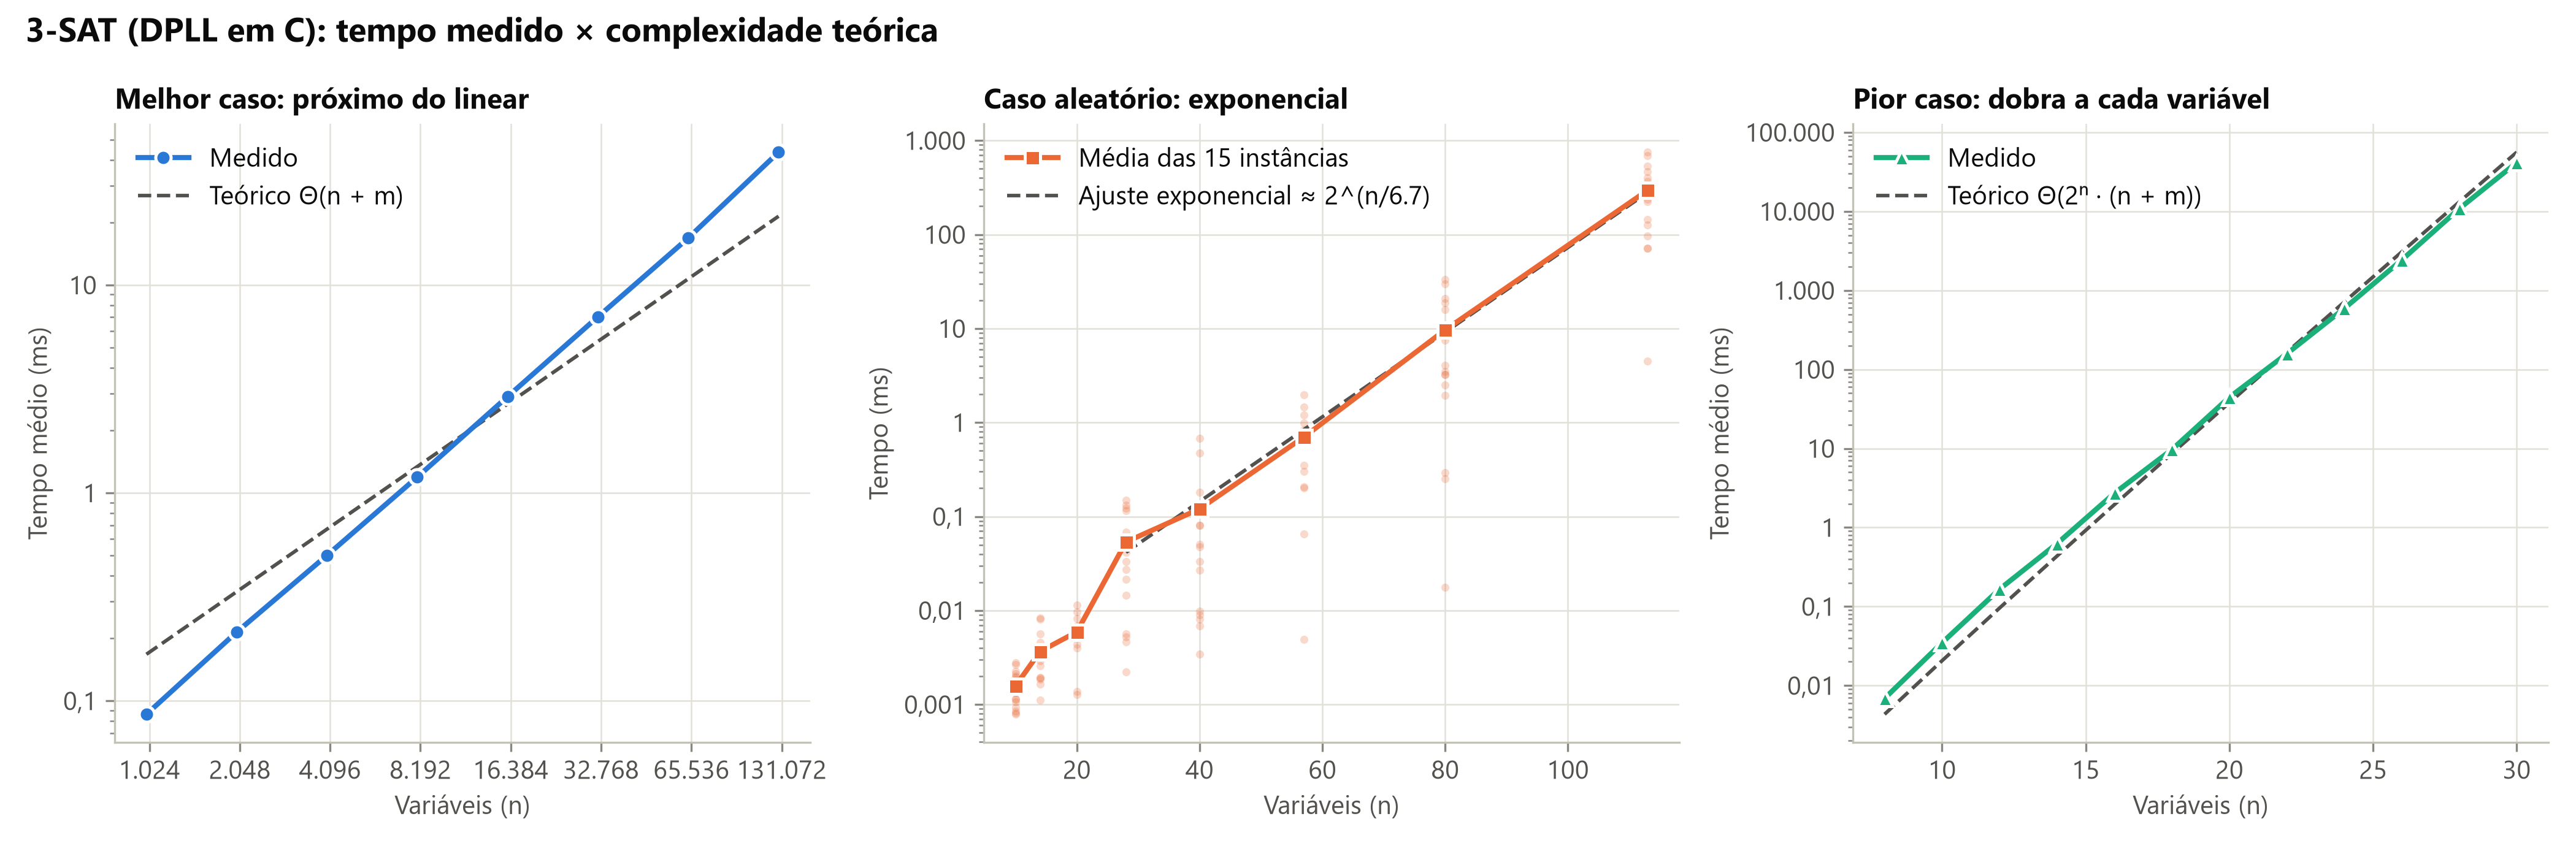 3-SAT (DPLL em C): tempo medido × complexidade teórica
Melhor caso: próximo do linear
Medido
Teórico Θ(n + m)
Tempo médio (ms)
10
1
0,1
1.024 2.048 4.096 8.192 16.384 32.768 65.536 131.072
Variáveis (n)
Caso aleatório: exponencial
Média das 15 instâncias
Ajuste exponencial ≈ 2^(n/6.7)
Tempo (ms)
1.000
100
10
1
0,1
0,01
0,001
20 40 60 80 100
Variáveis (n)
Pior caso: dobra a cada variável
Medido
Teórico Θ(2ⁿ · (n + m))
Tempo médio (ms)
100.000
10.000
1.000
100
10
1
0,1
0,01
10 15 20 25 30
Variáveis (n)